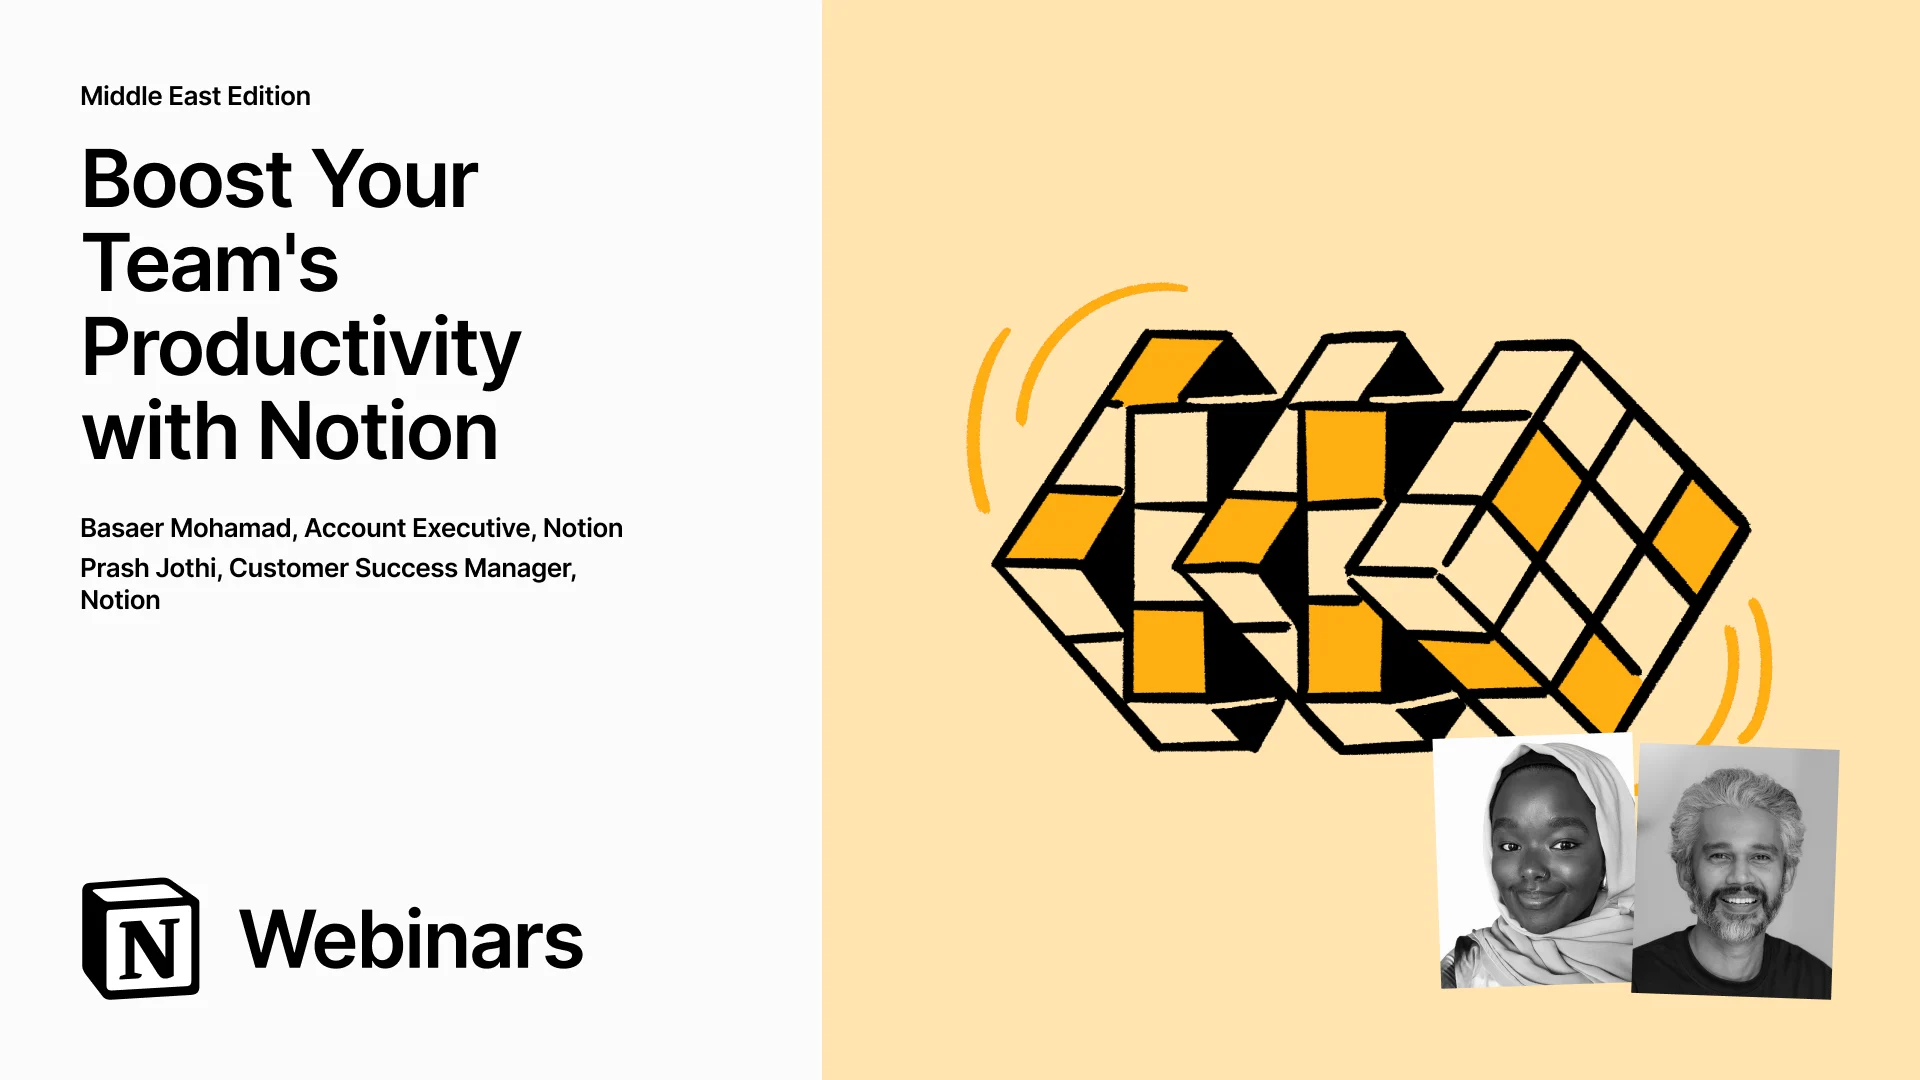 Middle East Edition
Boost Your
Team's
Productivity
with Notion
Basaer Mohamad, Account Executive, Notion
Prash Jothi, Customer Success Manager,
Notion
N
Webinars